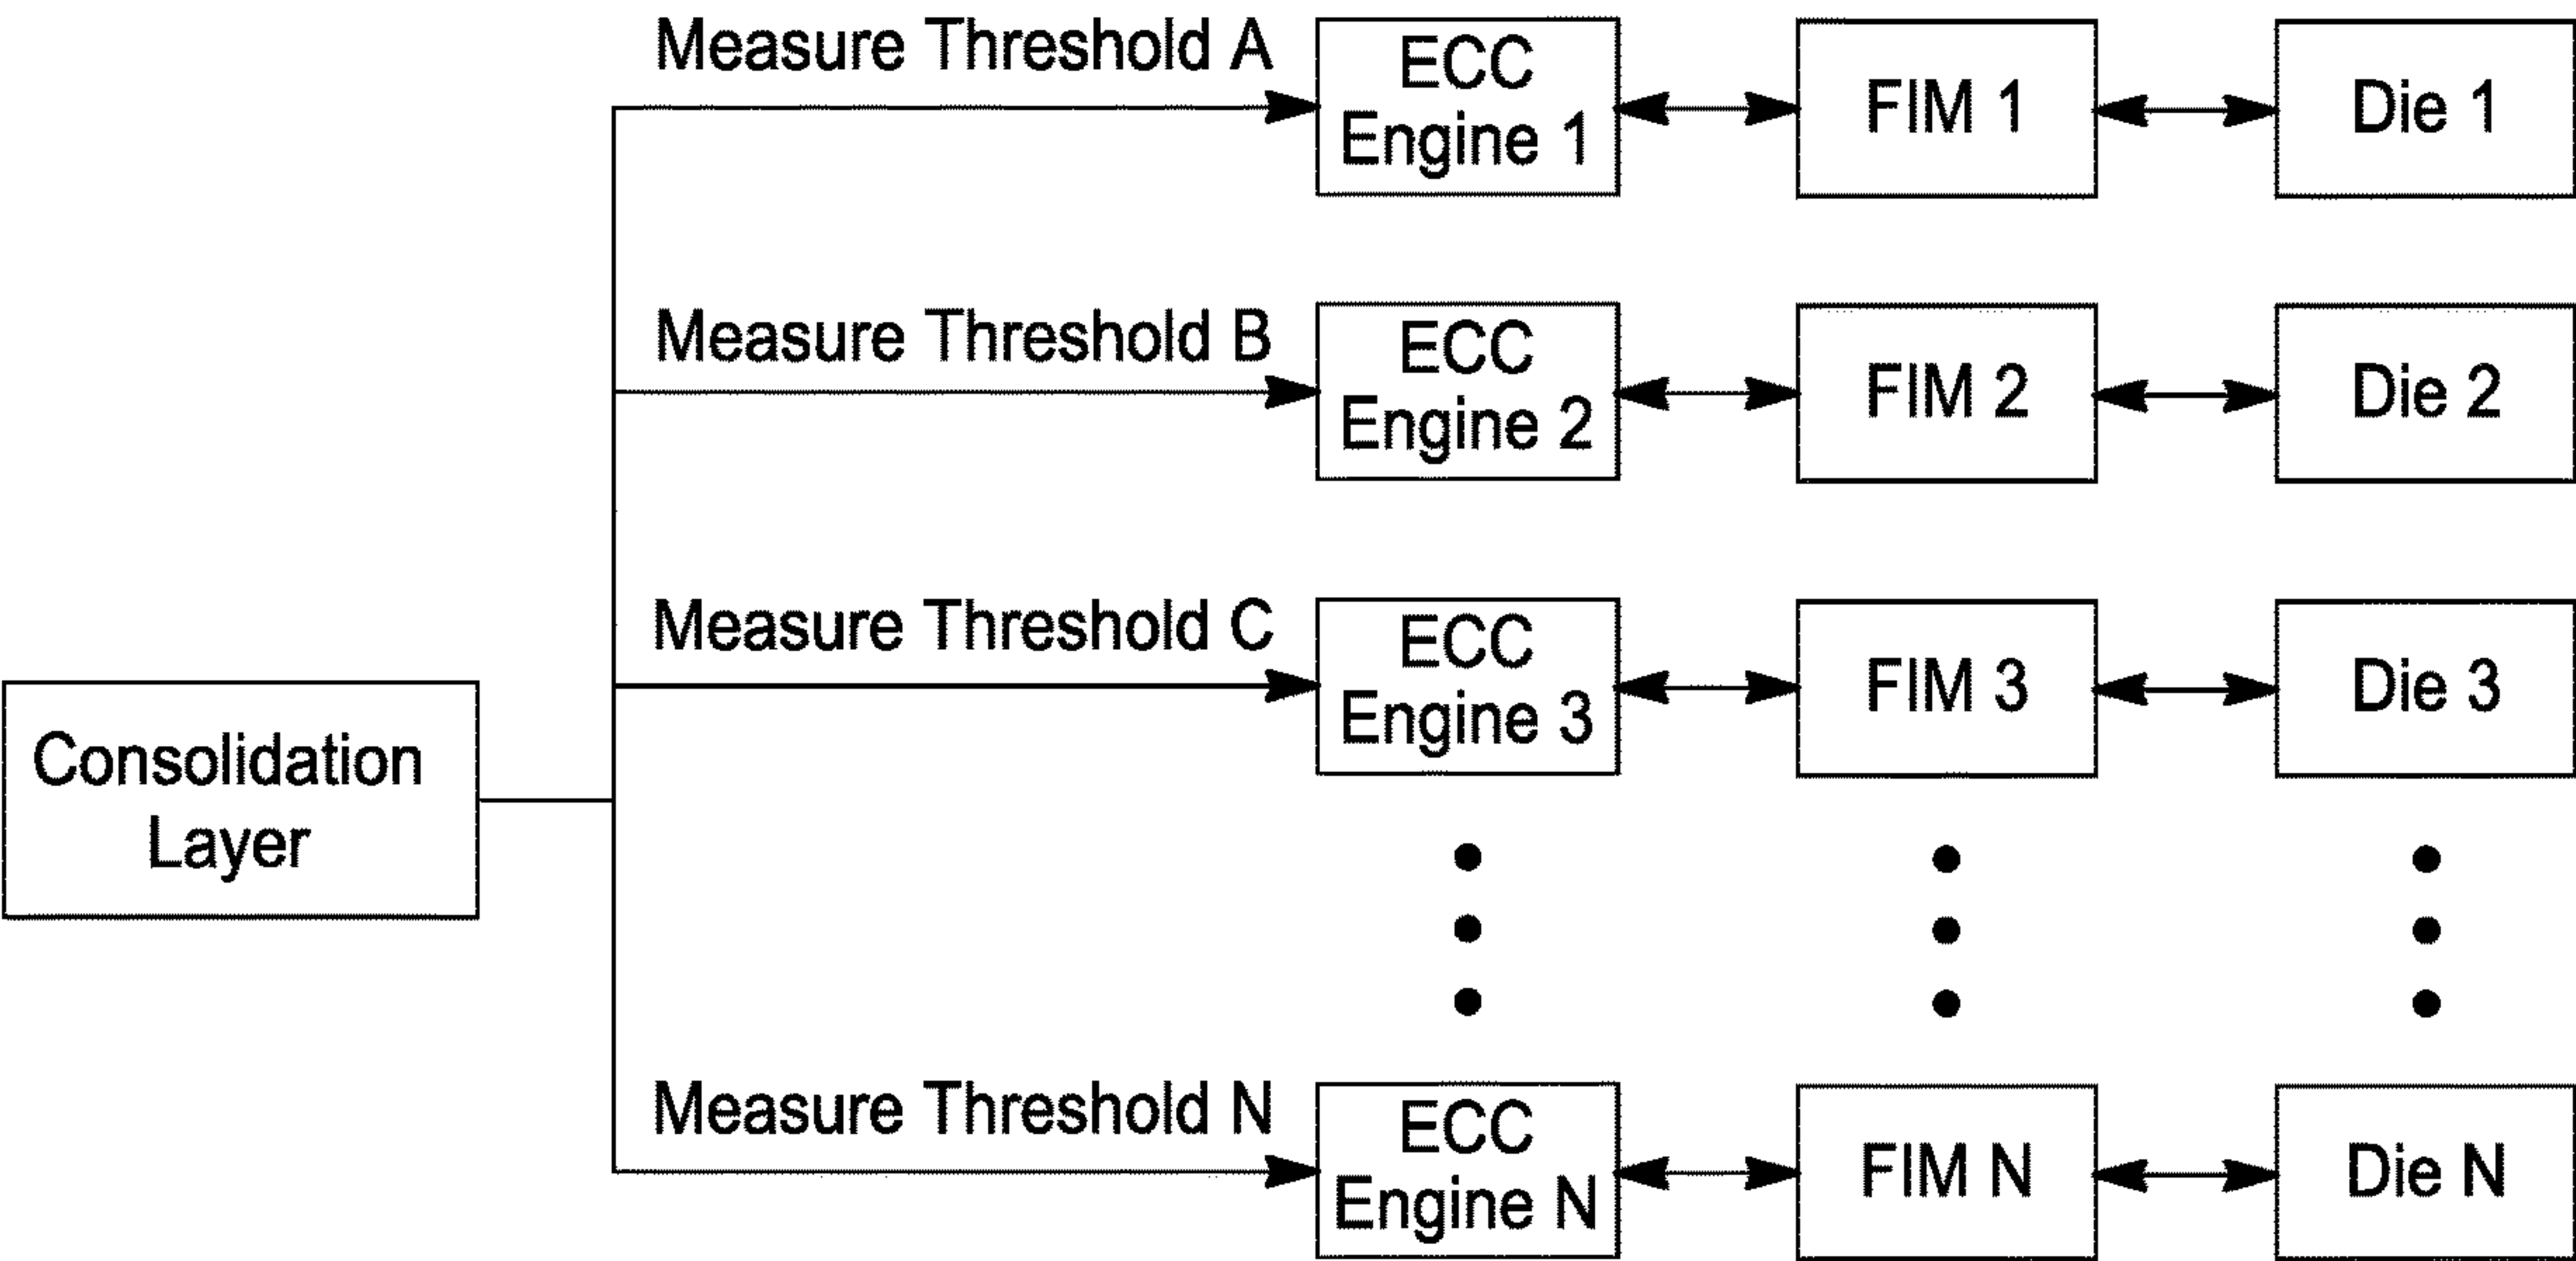 Measure Threshold A
ECC
Engine 1
FIM 1
Die 1
Measure Threshold B
ECC
Engine 2
FIM 2
Die 2
Measure Threshold C
ECC
Engine 3
FIM 3
Die 3
Consolidation
Layer
Measure Threshold N
ECC
Engine N
FIM N
Die N